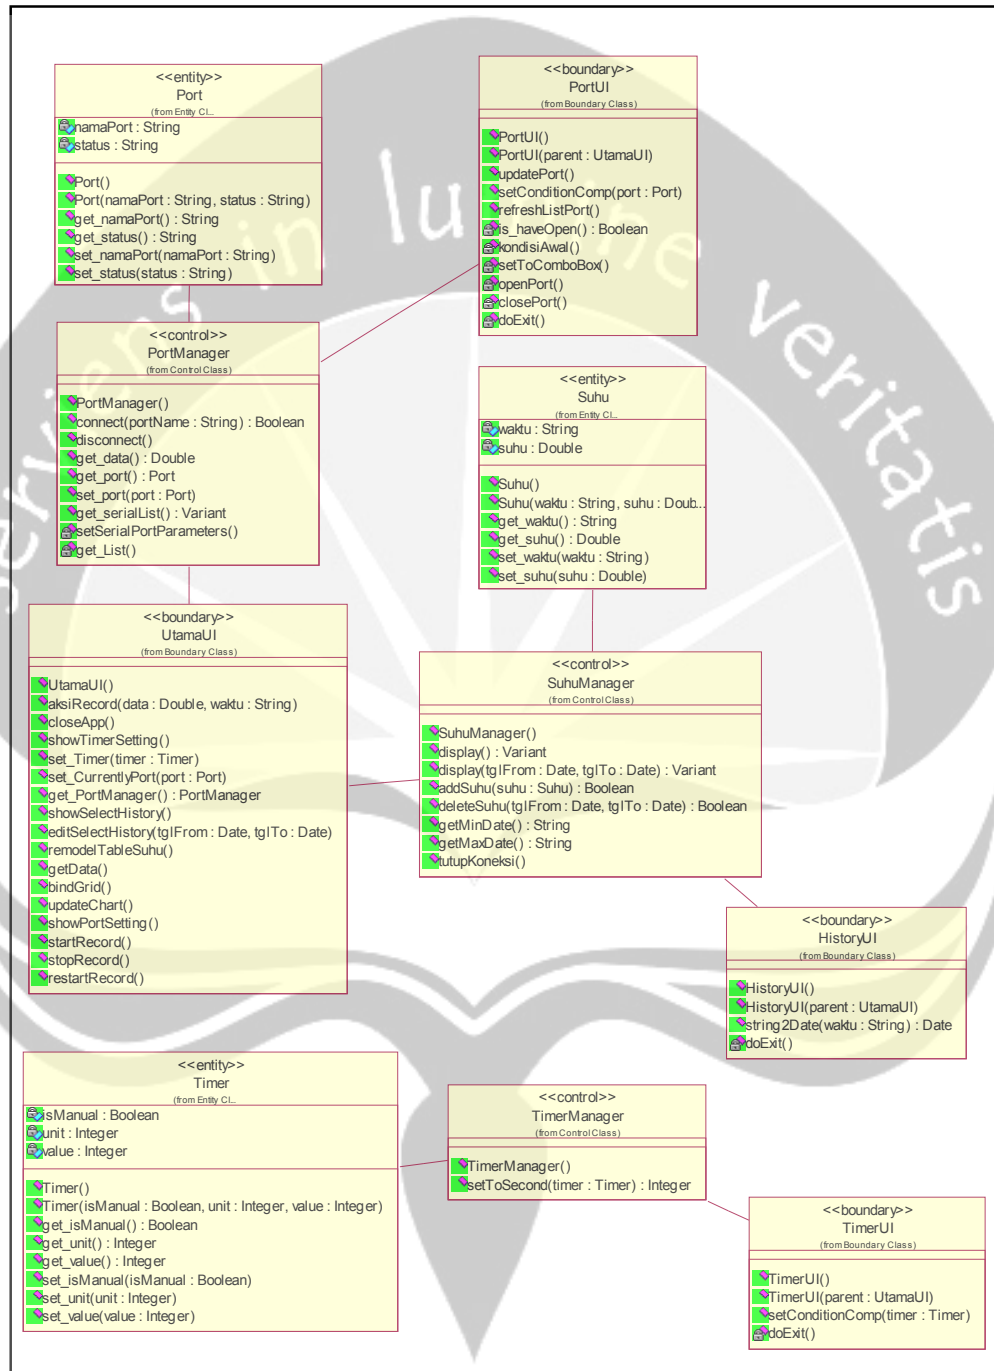 <<entity>>
Port
(from Entity Cl...
namaPort : String
status : String
Port()
Port(namaPort : String, status : String)
get_namaPort() : String
get_status() : String
set_namaPort(namaPort : String)
set_status(status : String)
<<boundary>>
PortUI
(from Boundary Class)
PortUI()
PortUI(parent : UtamaUI)
updatePort()
setConditionComp(port : Port)
refreshListPort()
is_haveOpen() : Boolean
kondisiAwal()
setToComboBox()
openPort()
closePort()
doExit()
<<control>>
PortManager
(from Control Class)
PortManager()
connect(portName : String) : Boolean
disconnect()
get_data() : Double
get_port() : Port
set_port(port : Port)
get_serialList() : Variant
setSerialPortParameters()
get_List()
<<entity>>
Suhu
(from Entity Cl...
waktu : String
suhu : Double
Suhu()
Suhu(waktu : String, suhu : Doub...
get_waktu() : String
get_suhu() : Double
set_waktu(waktu : String)
set_suhu(suhu : Double)
<<boundary>>
UtamaUI
(from Boundary Class)
UtamaUI()
aksiRecord(data : Double, waktu : String)
closeApp()
showTimerSetting()
set_Timer(timer : Timer)
set_CurrentlyPort(port : Port)
get_PortManager() : PortManager
showSelectHistory()
editSelectHistory(tglFrom : Date, tglTo : Date)
remodelTableSuhu()
getData()
bindGrid()
updateChart()
showPortSetting()
startRecord()
stopRecord()
restartRecord()
<<control>>
SuhuManager
(from Control Class)
SuhuManager()
display() : Variant
display(tglFrom : Date, tglTo : Date) : Variant
addSuhu(suhu : Suhu) : Boolean
deleteSuhu(tglFrom : Date, tglTo : Date) : Boolean
getMinDate() : String
getMaxDate() : String
tutupKoneksi()
<<boundary>>
HistoryUI
(from Boundary Class)
HistoryUI()
HistoryUI(parent : UtamaUI)
string2Date(waktu : String) : Date
doExit()
<<entity>>
Timer
(from Entity Cl...
isManual : Boolean
unit : Integer
value : Integer
Timer()
Timer(isManual : Boolean, unit : Integer, value : Integer)
get_isManual() : Boolean
get_unit() : Integer
get_value() : Integer
set_isManual(isManual : Boolean)
set_unit(unit : Integer)
set_value(value : Integer)
<<control>>
TimerManager
(from Control Class)
TimerManager()
setToSecond(timer : Timer) : Integer
<<boundary>>
TimerUI
(from Boundary Class)
TimerUI()
TimerUI(parent : UtamaUI)
setConditionComp(timer : Timer)
doExit()
serviens in lumine veritatis